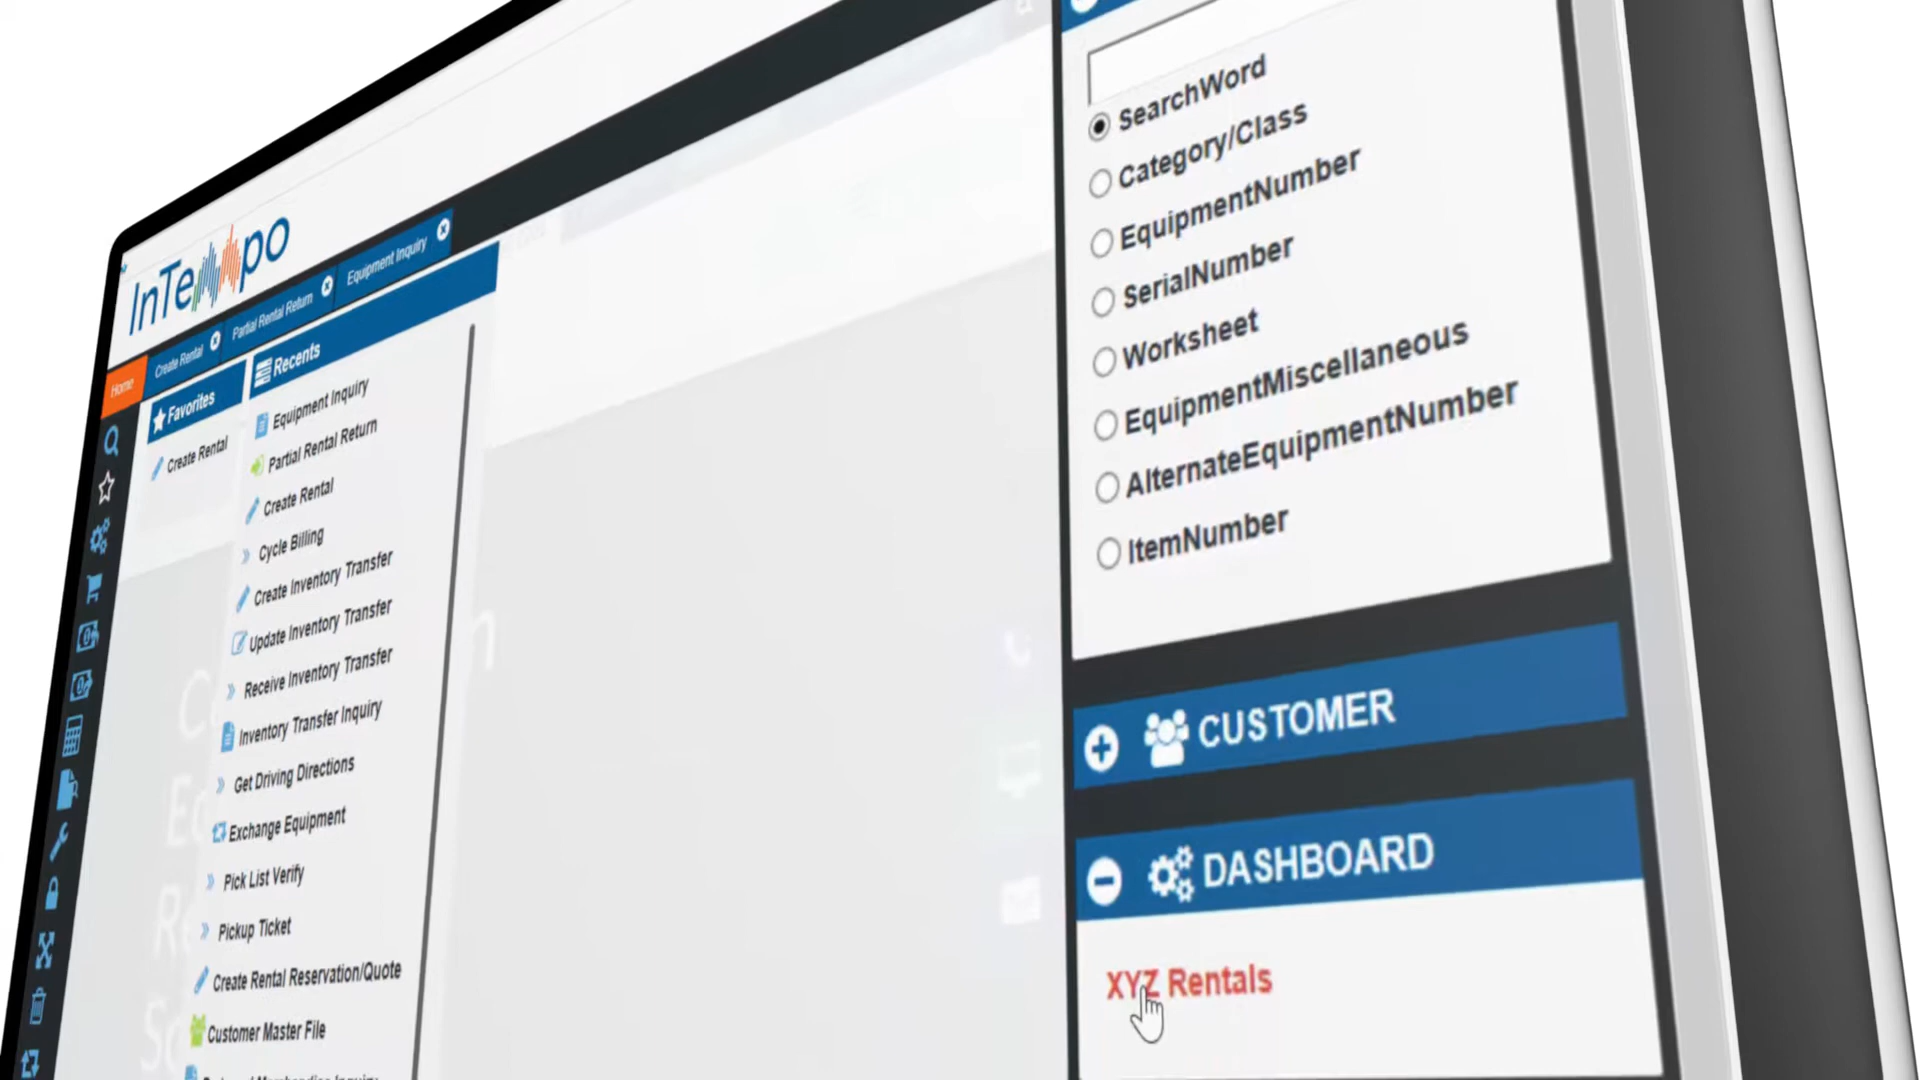 InTempo
Home
Create Rental
Partial Rental Return
Equipment Inquiry
Favorites
Create Rental
Recents
Equipment Inquiry
Partial Rental Return
Create Rental
Cycle Billing
Create Inventory Transfer
Update Inventory Transfer
Receive Inventory Transfer
Inventory Transfer Inquiry
Get Driving Directions
Exchange Equipment
Pick List Verify
Pickup Ticket
Create Rental Reservation/Quote
Customer Master File
SearchWord
Category/Class
EquipmentNumber
SerialNumber
Worksheet
EquipmentMiscellaneous
AlternateEquipmentNumber
ItemNumber
CUSTOMER
DASHBOARD
XYZ Rentals